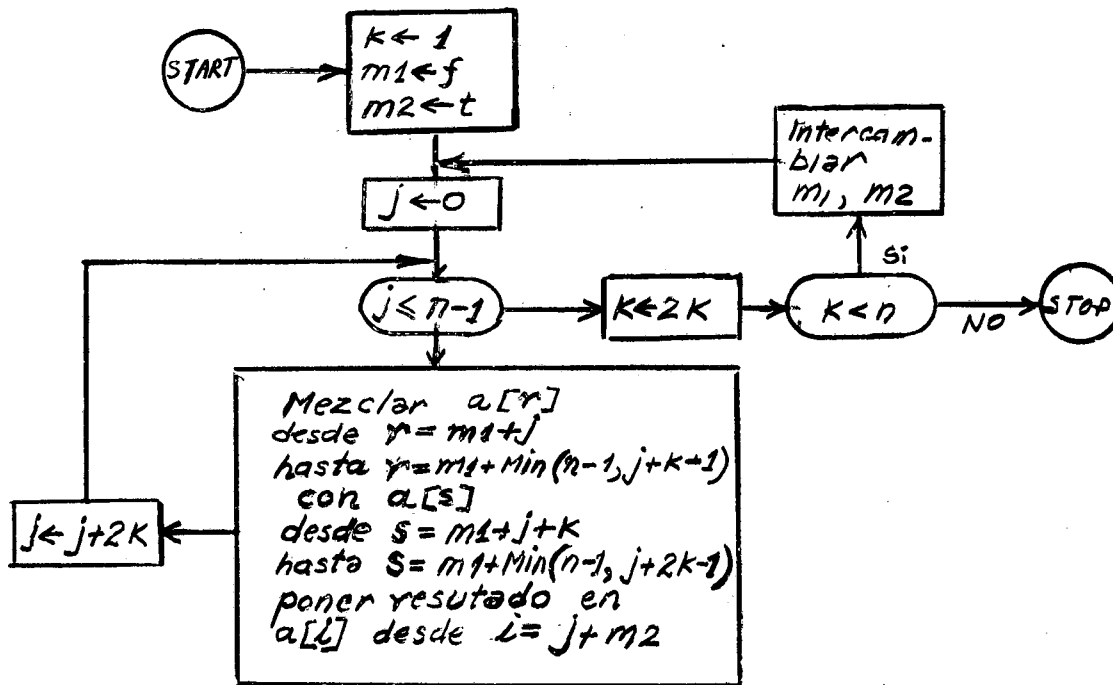 START
k ← 1
m1 ← f
m2 ← t
Intercam-
biar
m1, m2
j ← 0
Si
j ≤ n-1
k ← 2K
k < n
NO
STOP
Mezclar a[r]
desde r = m1+j
hasta r = m1+Min(n-1, j+k-1)
con a[s]
desde s = m1+j+k
hasta s = m1+Min(n-1, j+2k-1)
poner resutado en
a[i] desde i = j+m2
j ← j+2K